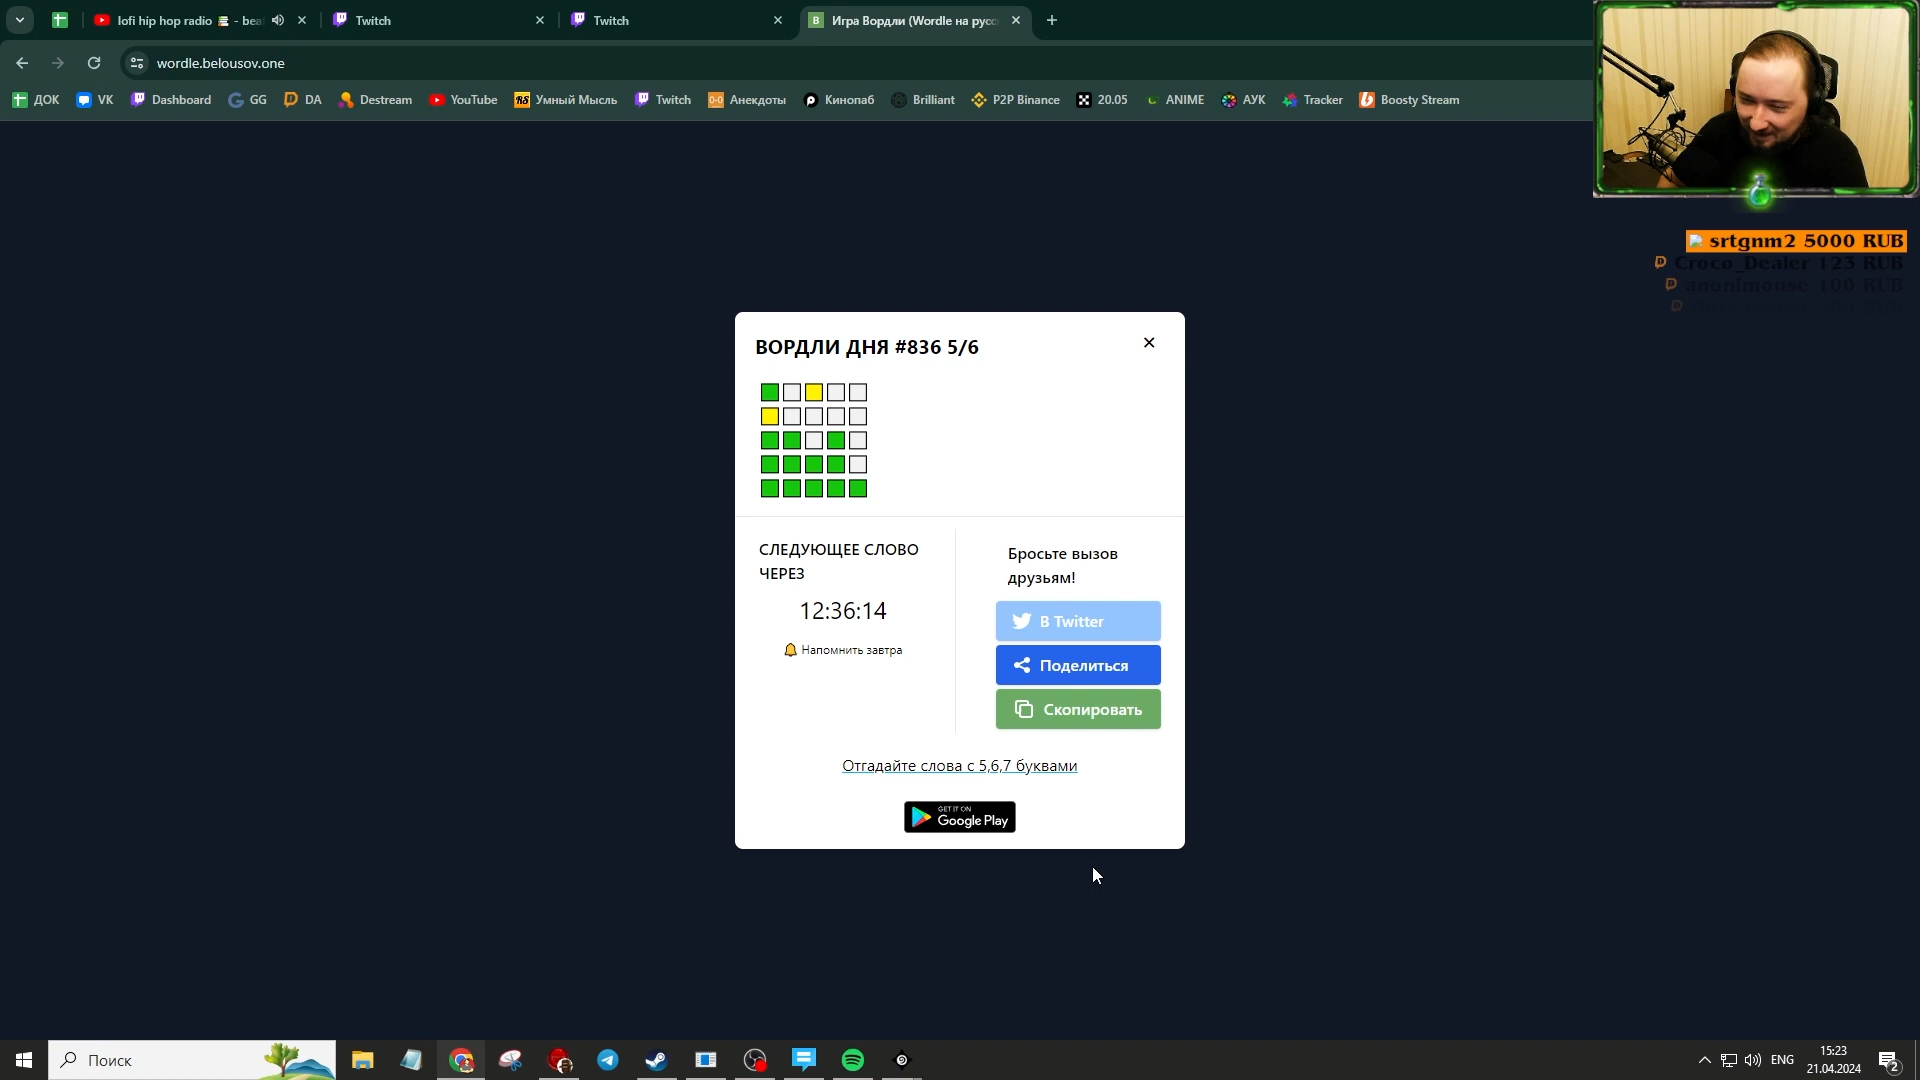 lofi hip hop radio 📚 - bea
Twitch
Twitch
Игра Вордли (Wordle на русс
wordle.belousov.one
ДОК
VK
Dashboard
GG
DA
Destream
YouTube
Умный Мысль
Twitch
Анекдоты
Кинопаб
Brilliant
P2P Binance
20.05
ANIME
АУК
Tracker
Boosty Stream
srtgnm2 5000 RUB
Croco_Dealer 125 RUB
anonimouse 100 RUB
ВОРДЛИ ДНЯ #836 5/6
СЛЕДУЮЩЕЕ СЛОВО
ЧЕРЕЗ
12:36:14
Напомнить завтра
Бросьте вызов
друзьям!
В Twitter
Поделиться
Скопировать
Отгадайте слова с 5,6,7 буквами
GET IT ON
Google Play
Поиск
ENG
15:23
21.04.2024
2